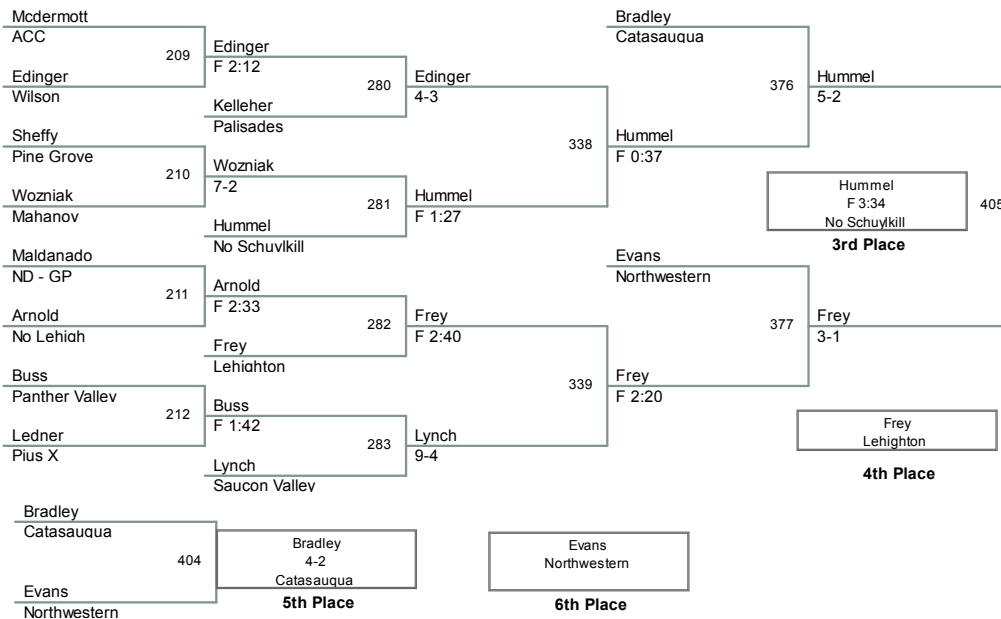 Mcdermott
ACC
209
Edinger
Wilson
Edinger
F 2:12
280
Kelleher
Palisades
Edinger
4-3
Sheffy
Pine Grove
210
Wozniak
Mahanoy
Wozniak
7-2
281
Hummel
No Schuylkill
Hummel
F 1:27
338
Hummel
F 0:37
Bradley
Catasauqua
376
Hummel
5-2
Hummel
F 3:34
No Schuylkill
405
3rd Place
Maldanado
ND - GP
211
Arnold
No Lehigh
Arnold
F 2:33
282
Frey
Lehighton
Frey
F 2:40
Buss
Panther Valley
212
Ledner
Pius X
Buss
F 1:42
283
Lynch
Saucon Valley
Lynch
9-4
339
Frey
F 2:20
Evans
Northwestern
377
Frey
3-1
Frey
Lehighton
4th Place
Bradley
Catasauqua
404
Evans
Northwestern
Bradley
4-2
Catasauqua
5th Place
Evans
Northwestern
6th Place